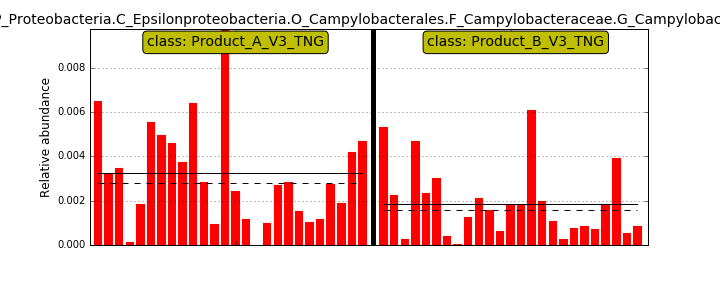 P_Proteobacteria.C_Epsilonproteobacteria.O_Campylobacterales.F_Campylobacteraceae.G_Campylobac
class: Product_A_V3_TNG
class: Product_B_V3_TNG
0.008
0.006
0.004
0.002
0.000
Relative abundance